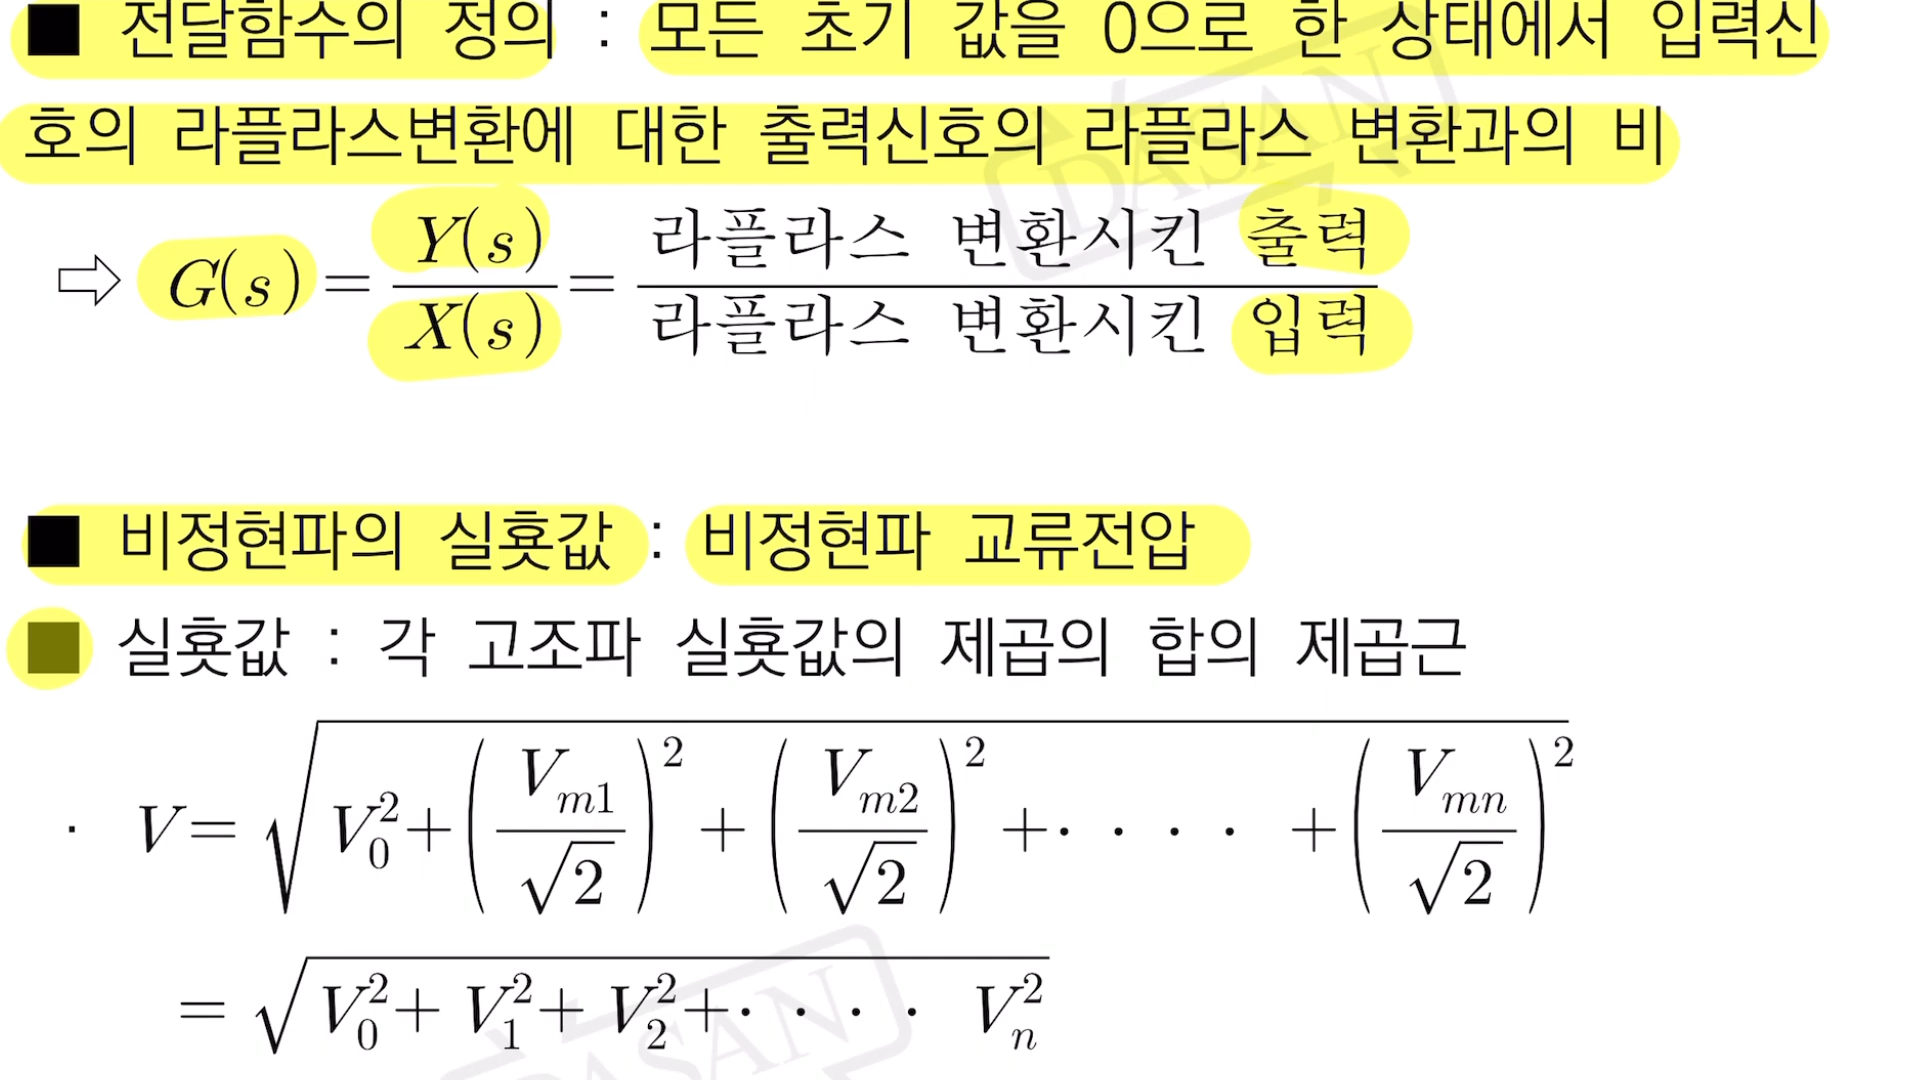 ■ 전달함수의 정의 : 모든 초기 값을 0으로 한 상태에서 입력신
호의 라플라스변환에 대한 출력신호의 라플라스 변환과의 비
⇨ G(s) = Y(s)/X(s) = 라플라스 변환시킨 출력/라플라스 변환시킨 입력
■ 비정현파의 실횻값 : 비정현파 교류전압
■ 실횻값 : 각 고조파 실횻값의 제곱의 합의 제곱근
· V = √(V₀² + (V_m1/√2)² + (V_m2/√2)² + · · · · + (V_mn/√2)²)
= √(V₀² + V₁² + V₂² + · · · · Vₙ²)
DASAN
DASAN